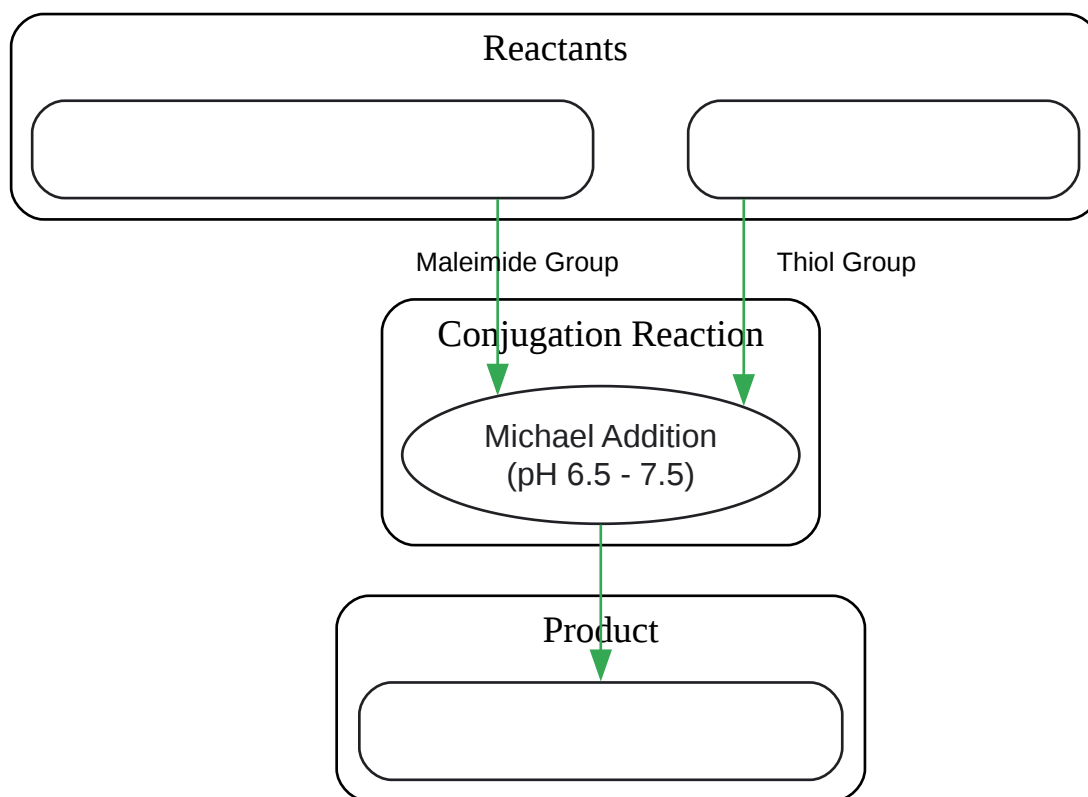 Reactants
Maleimide Group
Thiol Group
Conjugation Reaction
Michael Addition
(pH 6.5 - 7.5)
Product